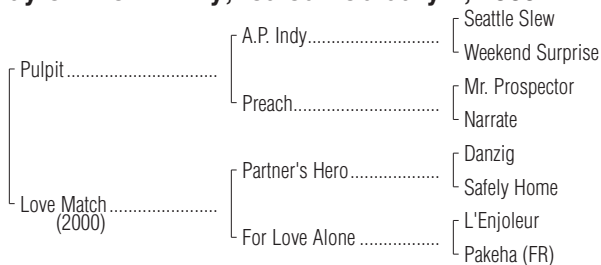 Seattle Slew
A.P. Indy
Weekend Surprise
Pulpit
Mr. Prospector
Preach
Narrate
Danzig
Partner's Hero
Safely Home
Love Match
(2000)
L'Enjoleur
For Love Alone
Pakeha (FR)